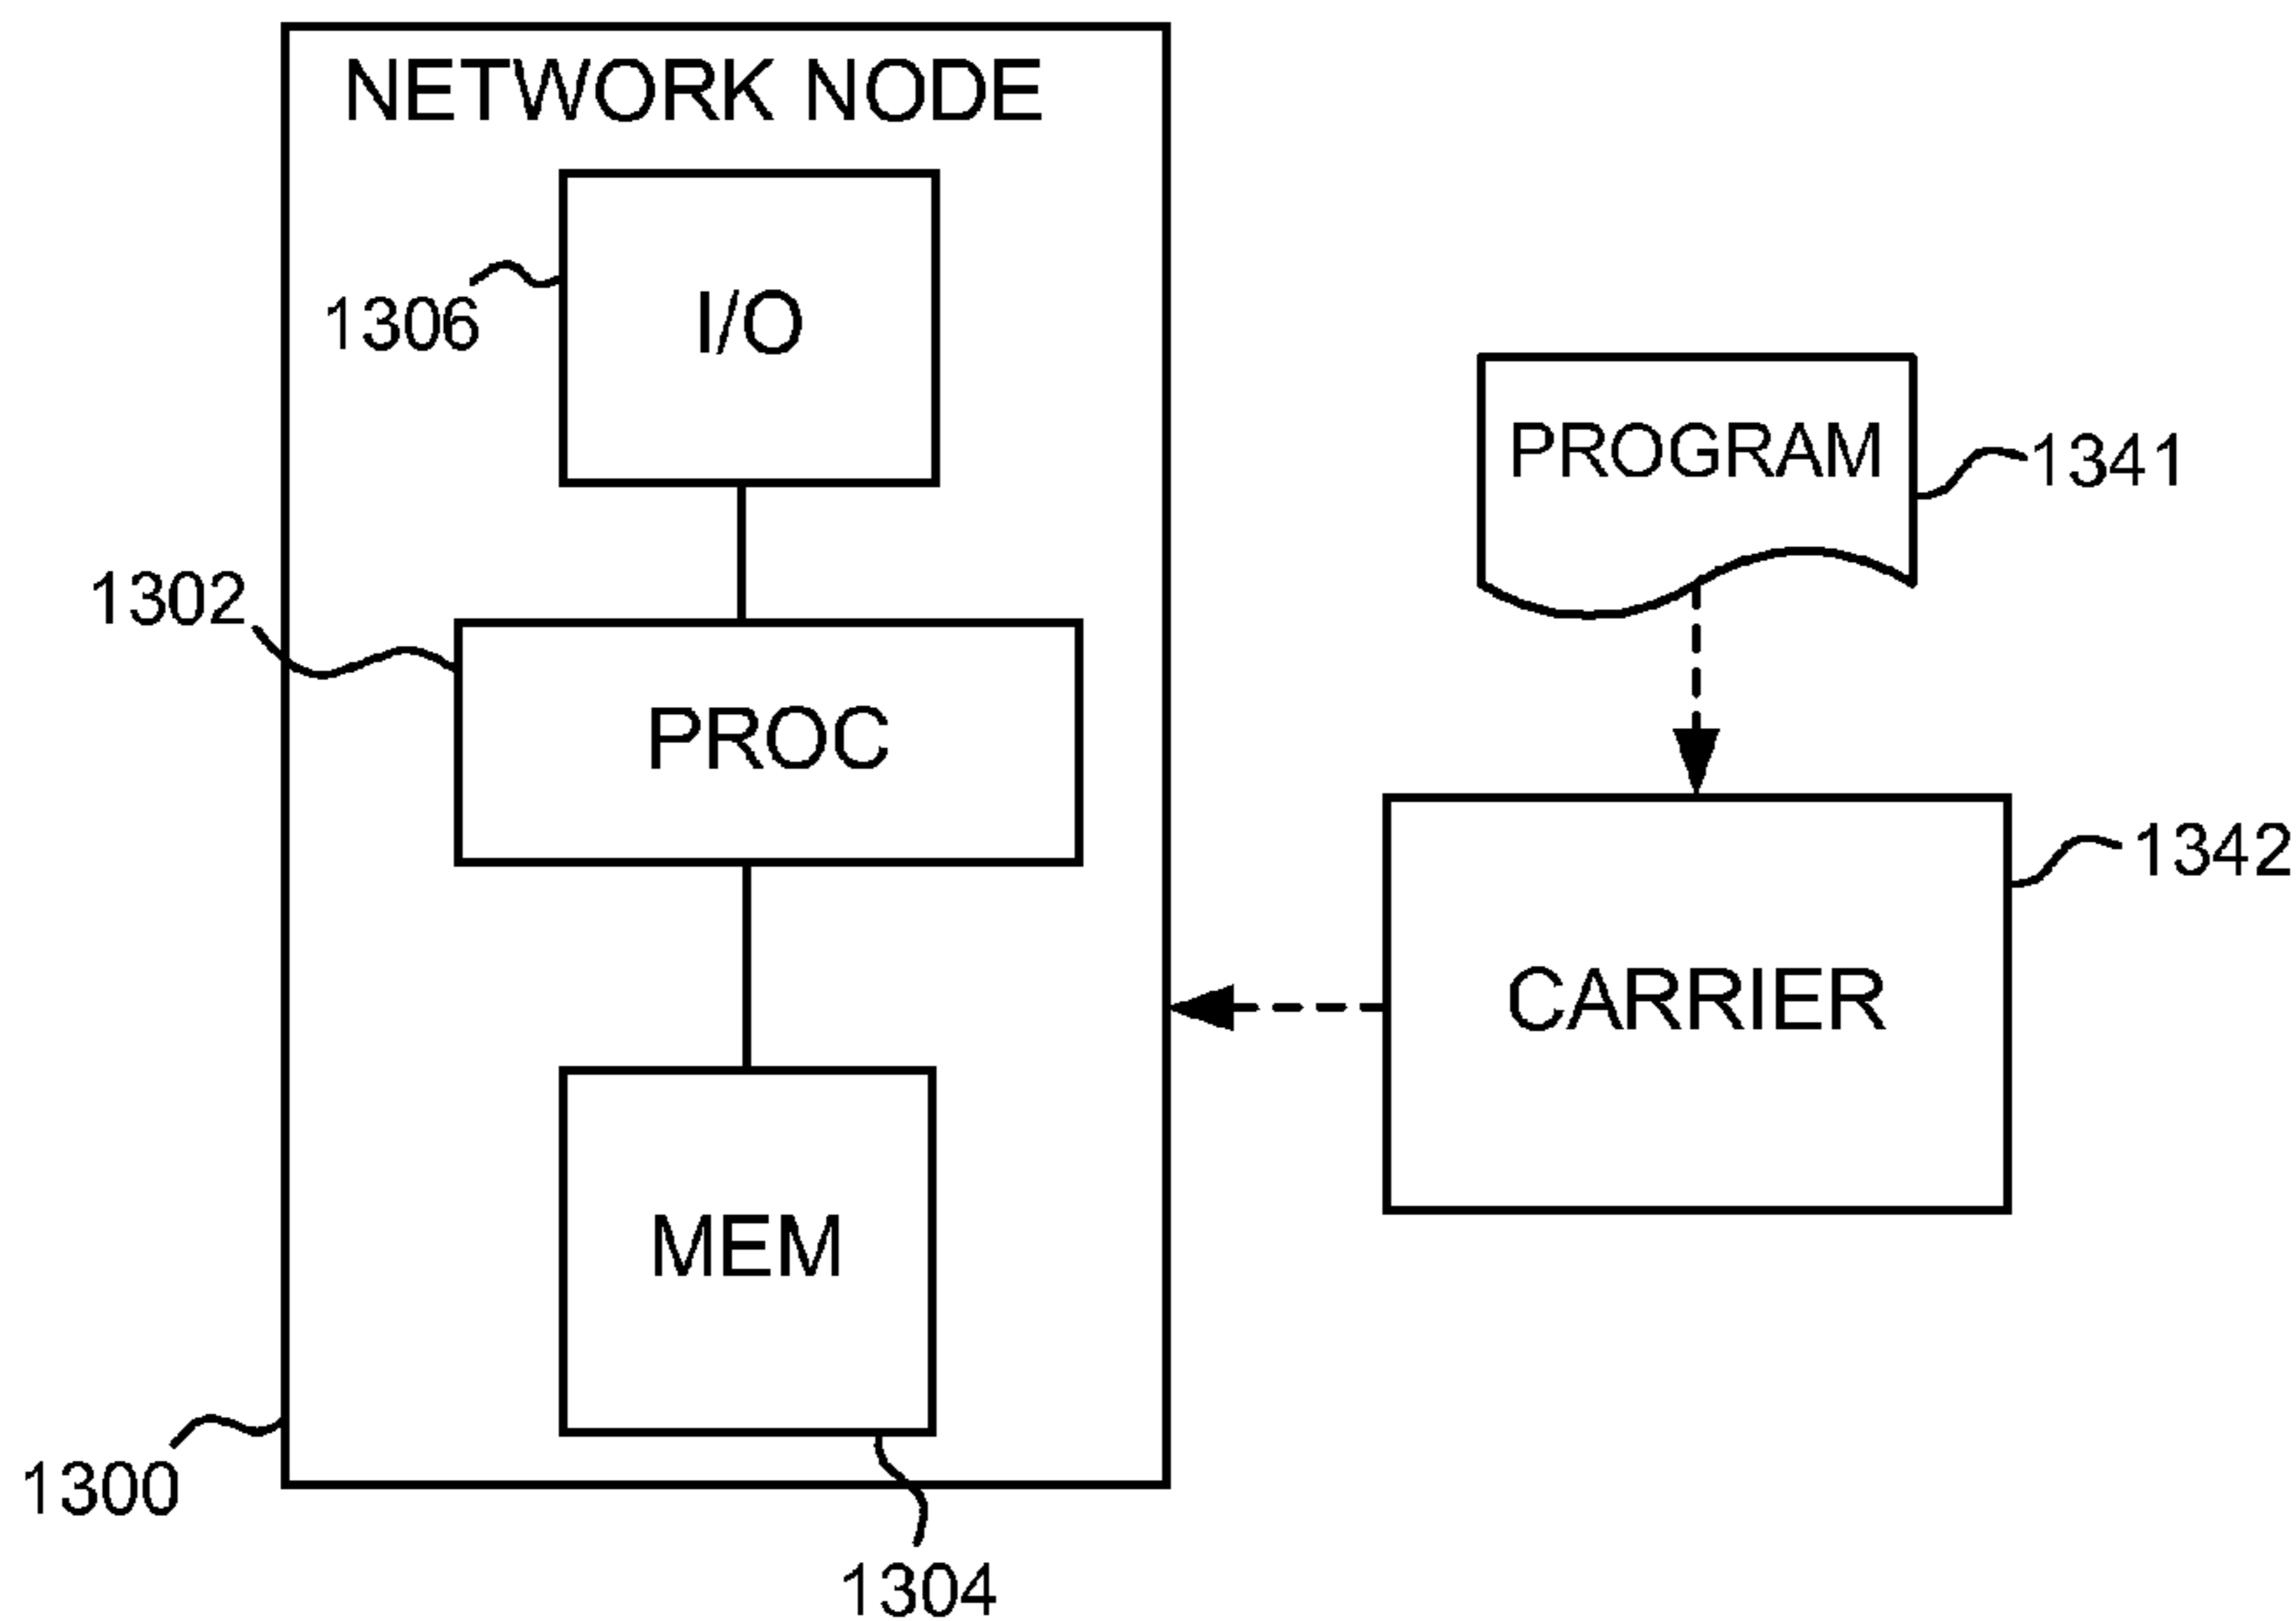 NETWORK NODE
1306
I/O
PROGRAM
1341
1302
PROC
1342
CARRIER
MEM
1300
1304